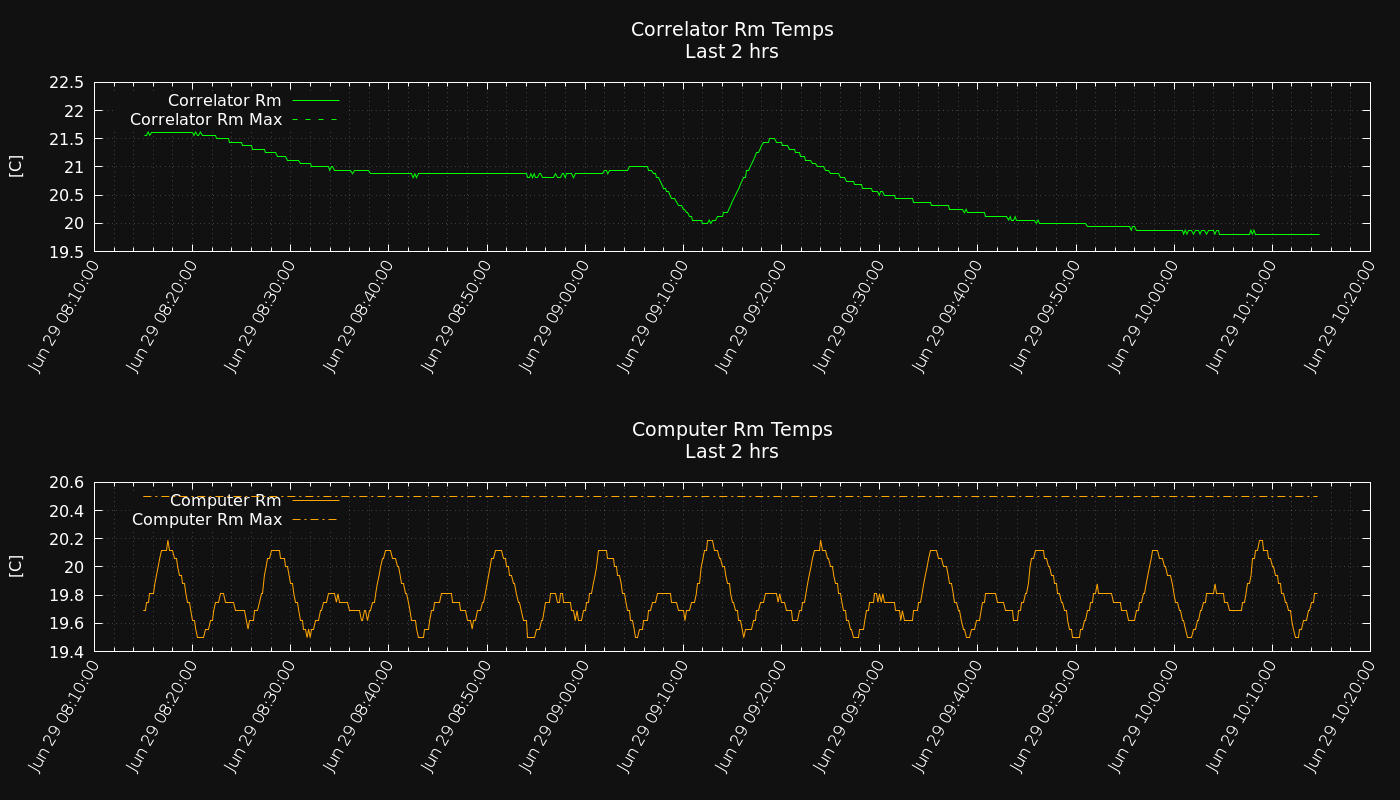 Correlator Rm Temps
Last 2 hrs
22.5
22
21.5
21
20.5
20
19.5
[C]
Correlator Rm
Correlator Rm Max
Jun 29 08:10:00
Jun 29 08:20:00
Jun 29 08:30:00
Jun 29 08:40:00
Jun 29 08:50:00
Jun 29 09:00:00
Jun 29 09:10:00
Jun 29 09:20:00
Jun 29 09:30:00
Jun 29 09:40:00
Jun 29 09:50:00
Jun 29 10:00:00
Jun 29 10:10:00
Jun 29 10:20:00
Computer Rm Temps
Last 2 hrs
20.6
20.4
20.2
20
19.8
19.6
19.4
[C]
Computer Rm
Computer Rm Max
Jun 29 08:10:00
Jun 29 08:20:00
Jun 29 08:30:00
Jun 29 08:40:00
Jun 29 08:50:00
Jun 29 09:00:00
Jun 29 09:10:00
Jun 29 09:20:00
Jun 29 09:30:00
Jun 29 09:40:00
Jun 29 09:50:00
Jun 29 10:00:00
Jun 29 10:10:00
Jun 29 10:20:00